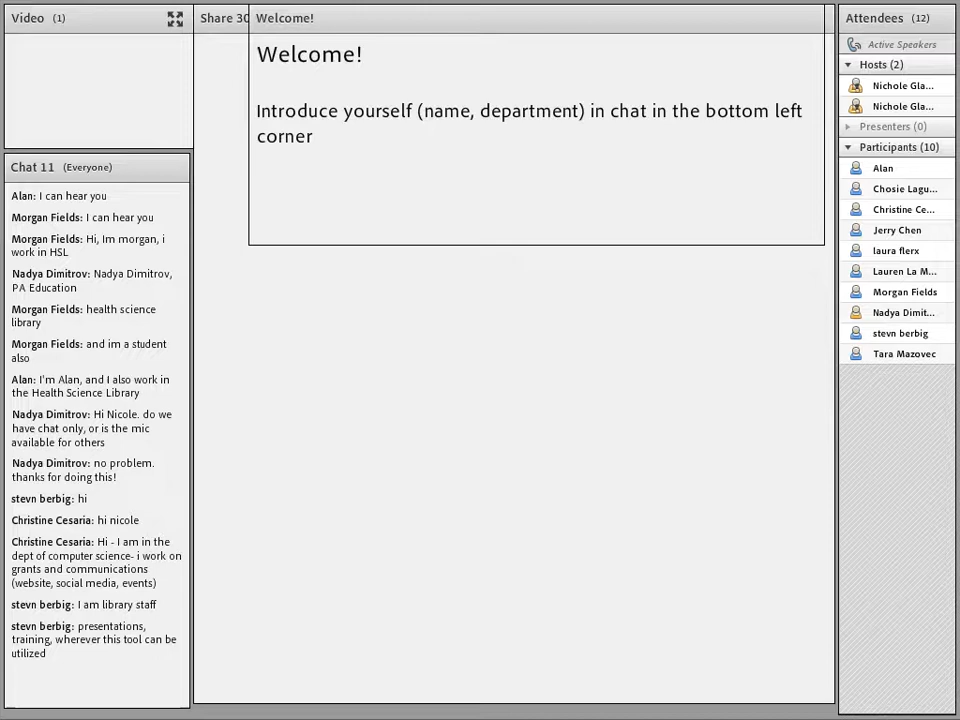 Video (1)
Share 30
Welcome!
Attendees (12)
Welcome!
Introduce yourself (name, department) in chat in the bottom left
corner
Chat 11 (Everyone)
Alan: I can hear you
Morgan Fields: I can hear you
Morgan Fields: Hi, Im morgan, i
work in HSL
Nadya Dimitrov: Nadya Dimitrov,
PA Education
Morgan Fields: health science
library
Morgan Fields: and im a student
also
Alan: I'm Alan, and I also work in
the Health Science Library
Nadya Dimitrov: Hi Nicole. do we
have chat only, or is the mic
available for others
Nadya Dimitrov: no problem.
thanks for doing this!
stevn berbig: hi
Christine Cesaria: hi nicole
Christine Cesaria: Hi - I am in the
dept of computer science- i work on
grants and communications
(website, social media, events)
stevn berbig: I am library staff
stevn berbig: presentations,
training, wherever this tool can be
utilized
Active Speakers
Hosts (2)
Nichole Gla...
Nichole Gla...
Presenters (0)
Participants (10)
Alan
Chosie Lagu...
Christine Ce...
Jerry Chen
laura flerx
Lauren La M...
Morgan Fields
Nadya Dimit...
stevn berbig
Tara Mazovec